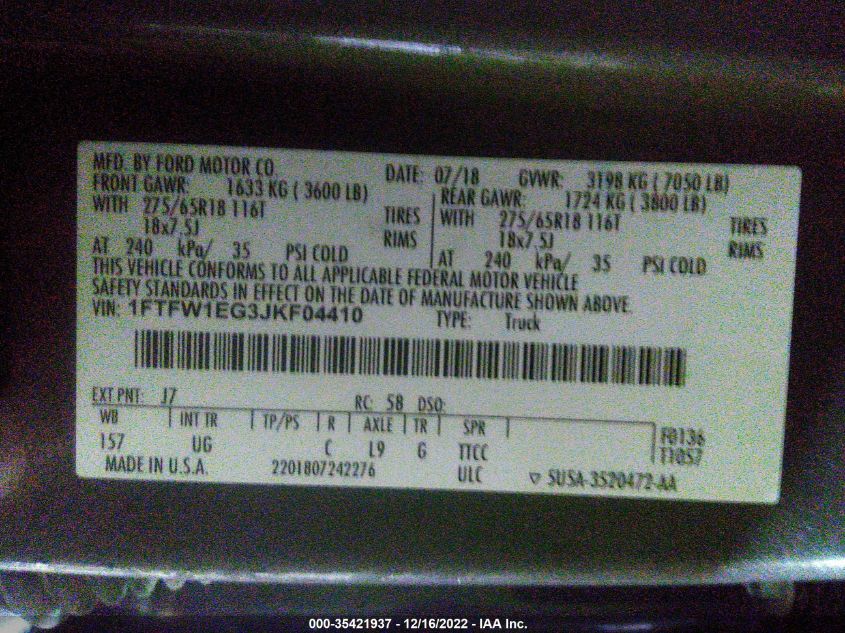 MFD. BY FORD MOTOR CO.
DATE: 07/18 GVWR: 3198 KG ( 7050 LB)
FRONT GAWR: 1633 KG ( 3600 LB)
REAR GAWR: 1724 KG ( 3800 LB)
WITH 275/65R18 116T TIRES
WITH 275/65R18 116T TIRES
18x7.5J RIMS
18x7.5J RIMS
AT 240 kPa/ 35 PSI COLD
AT 240 kPa/ 35 PSI COLD
THIS VEHICLE CONFORMS TO ALL APPLICABLE FEDERAL MOTOR VEHICLE
SAFETY STANDARDS IN EFFECT ON THE DATE OF MANUFACTURE SHOWN ABOVE.
VIN: 1FTFW1EG3JKF04410 TYPE: Truck
EXT PNT: J7 RC: 58 DSO:
WB INT TR TP/PS R AXLE TR SPR
157 UG C L9 G TTCC
F0136
T1057
MADE IN U.S.A. 2201807242276 ULC ▽ 5U5A-3520472-AA
000-35421937 - 12/16/2022 - IAA Inc.